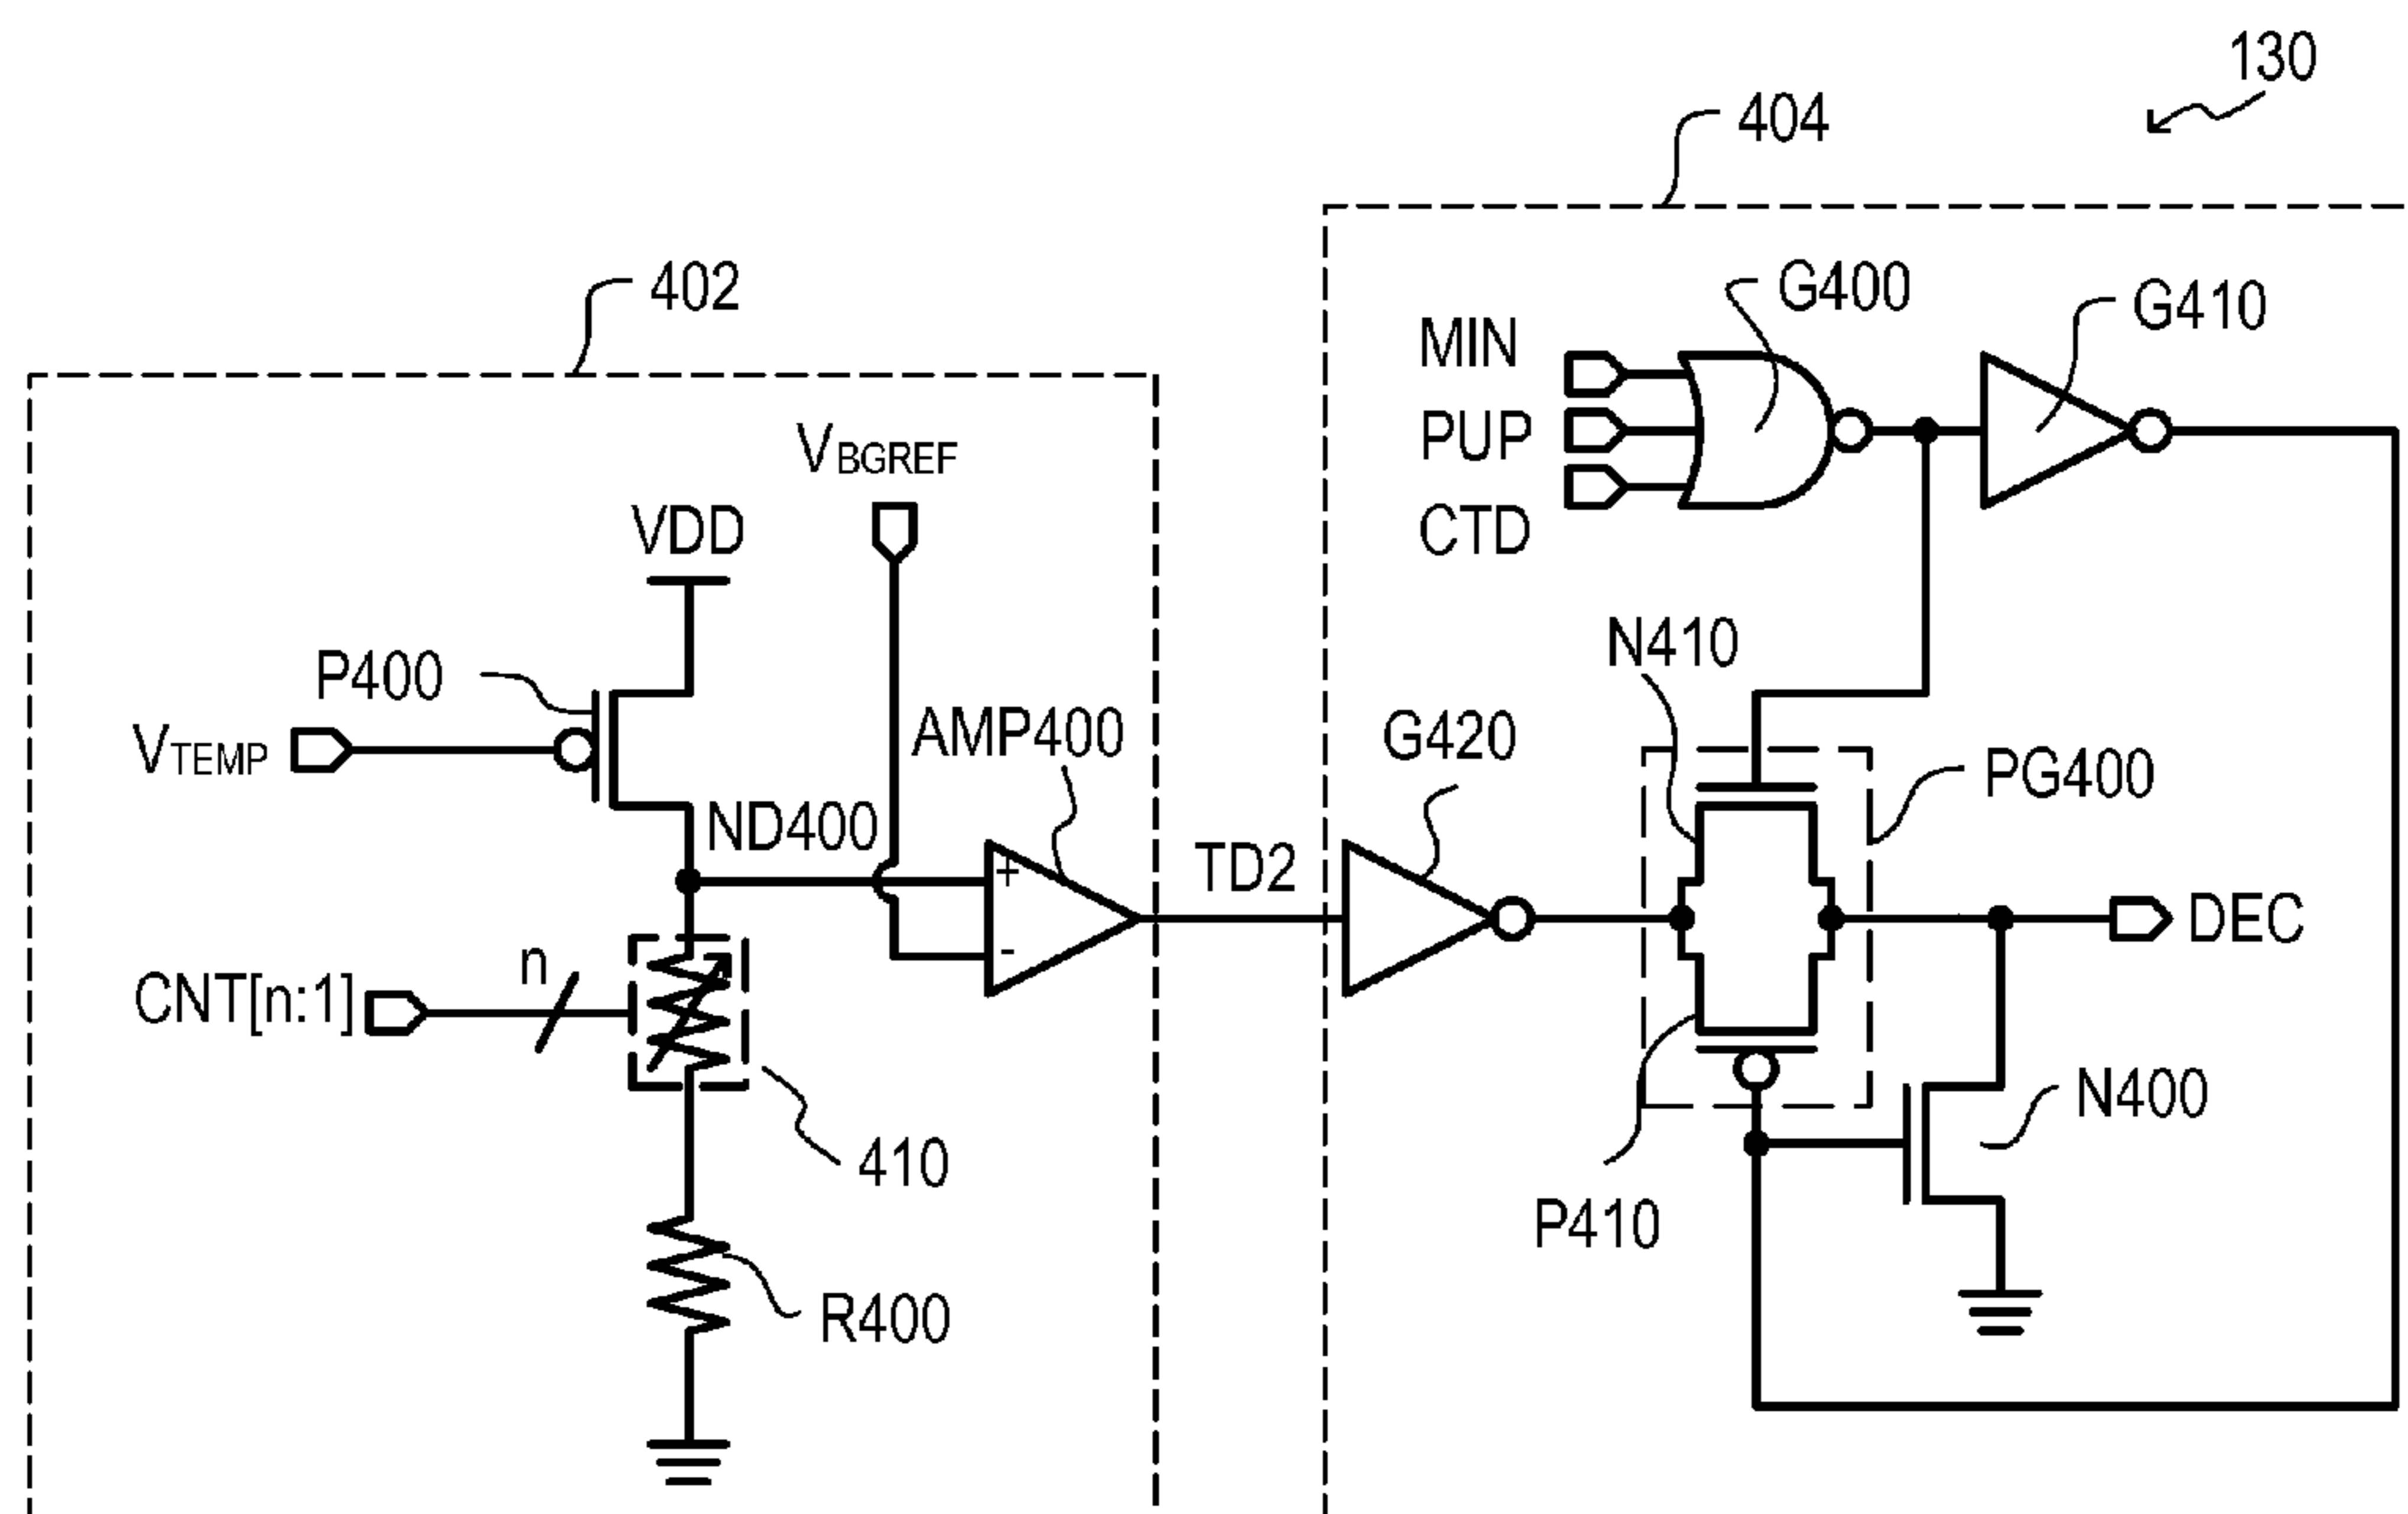 130
404
402
G400
G410
MIN
PUP
CTD
VBGREF
VDD
N410
P400
AMP400
G420
VTEMP
PG400
ND400
TD2
+
-
DEC
n
CNT[n:1]
N400
410
P410
R400